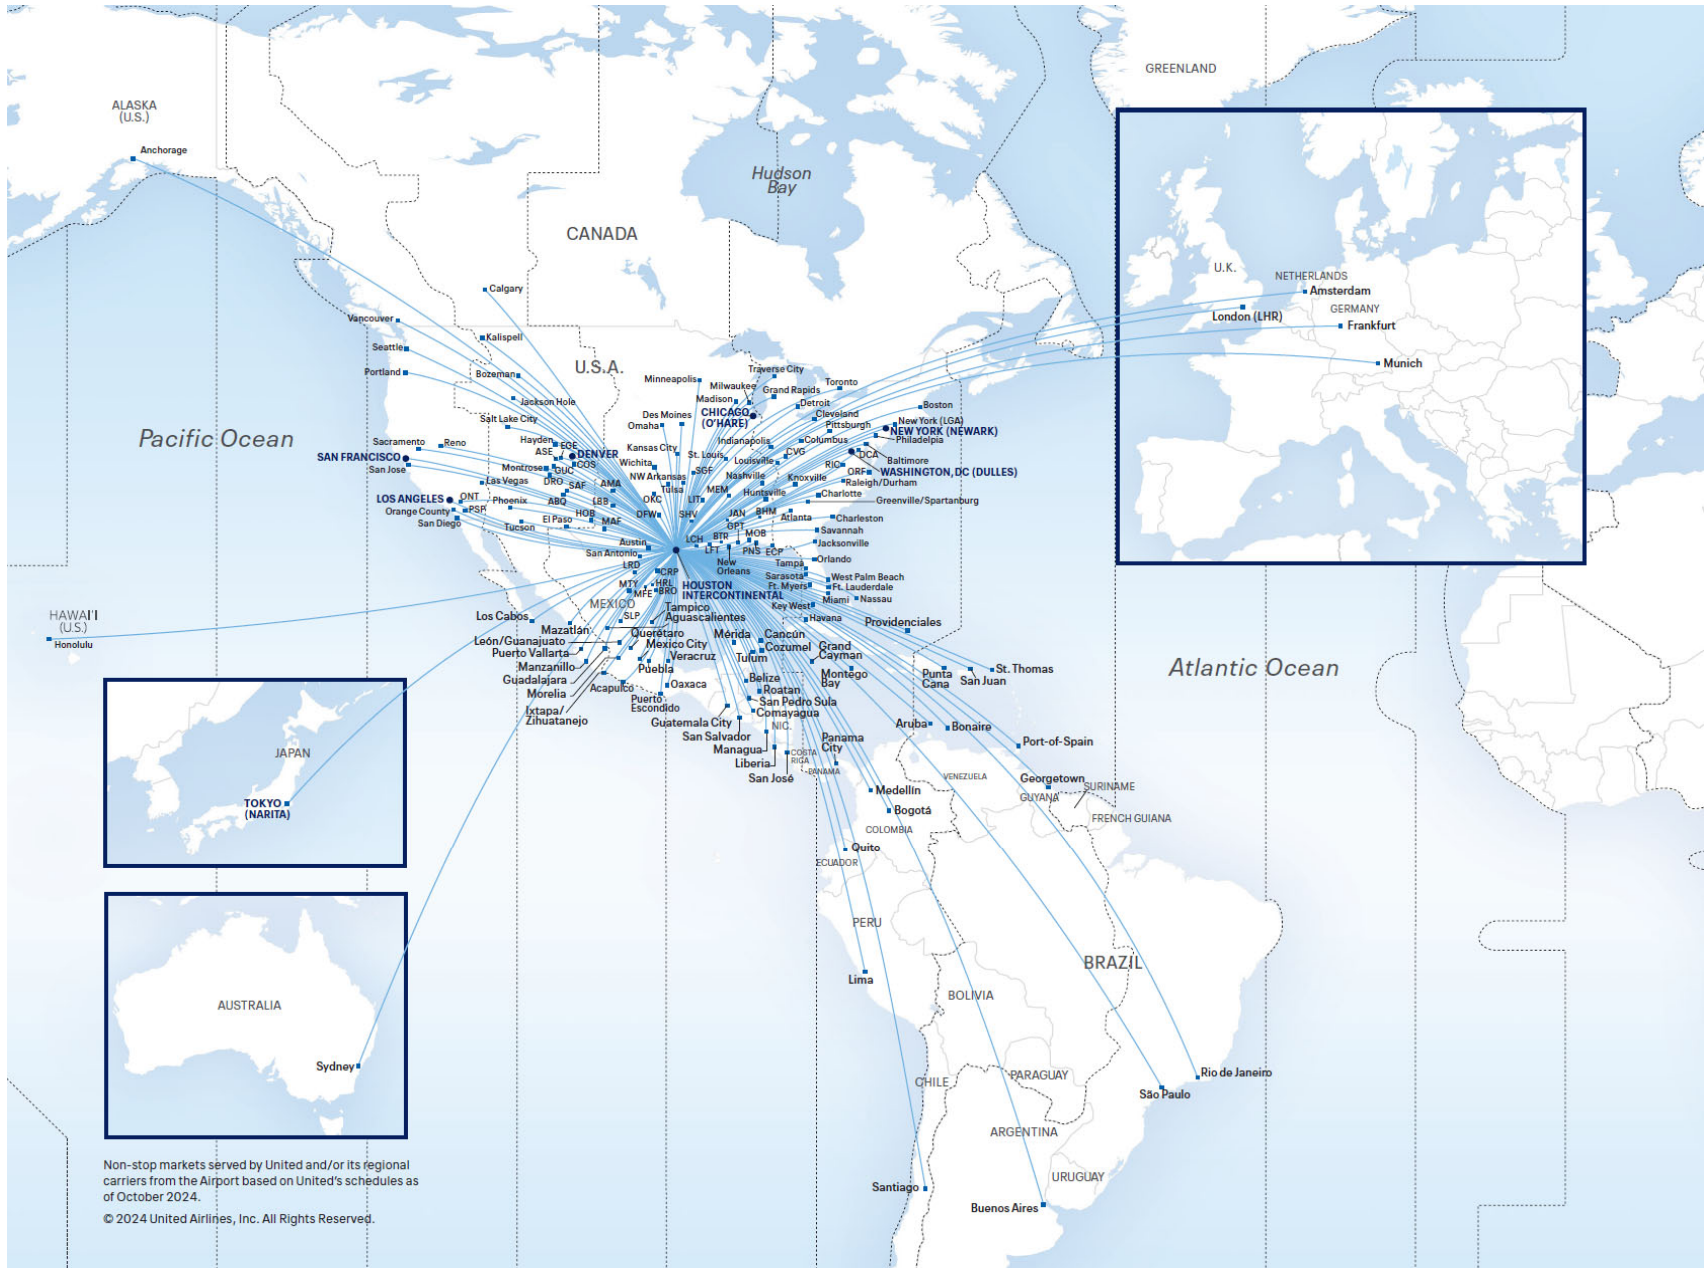 GREENLAND
ALASKA
(U.S.)
Anchorage
Hudson
Bay
CANADA
U.K.
NETHERLANDS
Amsterdam
London (LHR)
GERMANY
Frankfurt
Munich
Calgary
Vancouver
Kalispell
Seattle
Portland
Bozeman
U.S.A.
Jackson Hole
Salt Lake City
Minneapolis
Traverse City
Milwaukee
Grand Rapids
Madison
Toronto
Detroit
CHICAGO
(O'HARE)
Cleveland
Boston
Des Moines
Omaha
Pittsburgh
New York (LGA)
NEW YORK (NEWARK)
Philadelpia
Pacific Ocean
Sacramento
Reno
Hayden
EGE
ASE
DENVER
COS
Kansas City
Indianapolis
Columbus
SAN FRANCISCO
San Jose
Montrose
GUC
Wichita
St. Louis
Louisville
CVG
DCA
Baltimore
WASHINGTON, DC (DULLES)
RIC
ORF
Las Vegas
DRO
SAF
AMA
NW Arkansas
SGF
Nashville
Knoxville
Raleigh/Durham
Tulsa
MEM
Huntsville
Charlotte
Greenville/Spartanburg
LOS ANGELES
ONT
Phoenix
ABQ
LBB
OKC
LIT
Orange County
PSP
HOB
DFW
SHV
JAN
BHM
Atlanta
Charleston
San Diego
Tucson
El Paso
MAF
GPT
Savannah
Austin
LCH
BTR
MOB
Jacksonville
San Antonio
LFT
PNS
ECP
Orlando
LRD
CRP
New
Orleans
Tampa
Sarasota
West Palm Beach
MTY
HRL
HOUSTON
INTERCONTINENTAL
Ft. Myers
Ft. Lauderdale
MFE
BRO
Miami
Nassau
MEXICO
Key West
HAWAI'I
(U.S.)
Honolulu
Los Cabos
SLP
Tampico
Aguascalientes
Havana
Providenciales
Mazatlán
Querétaro
Mérida
Cancún
León/Guanajuato
Mexico City
Cozumel
Grand
Cayman
Puerto Vallarta
Veracruz
Tulum
Manzanillo
Puebla
Montego
Bay
Punta
Cana
San Juan
St. Thomas
Atlantic Ocean
Guadalajara
Belize
Morelia
Acapulco
Oaxaca
Roatan
Ixtapa/
Zihuatanejo
Puerto
Escondido
San Pedro Sula
Comayagua
Guatemala City
NIC.
Aruba
Bonaire
San Salvador
Panama
City
Port-of-Spain
Managua
COSTA
RICA
Liberia
PANAMA
San José
VENEZUELA
Georgetown
GUYANA
SURINAME
FRENCH GUIANA
Medellín
Bogotá
COLOMBIA
Quito
ECUADOR
JAPAN
TOKYO
(NARITA)
PERU
Lima
BRAZIL
BOLIVIA
AUSTRALIA
Sydney
CHILE
PARAGUAY
Rio de Janeiro
São Paulo
ARGENTINA
URUGUAY
Santiago
Buenos Aires
Non-stop markets served by United and/or its regional
carriers from the Airport based on United's schedules as
of October 2024.
© 2024 United Airlines, Inc. All Rights Reserved.